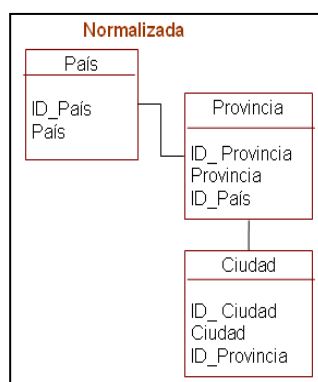 Normalizada
País
ID_País
País
Provincia
ID_ Provincia
Provincia
ID_País
Ciudad
ID_ Ciudad
Ciudad
ID_Provincia